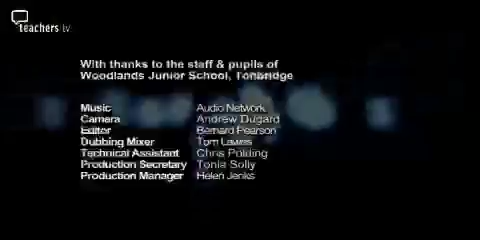 teachers tv
With thanks to the staff & pupils of
Woodlands Junior School, Tonbridge
Music Audio Network
Camera Andrew Dugard
Editor Bernard Pearson
Dubbing Mixer Tom Lawes
Technical Assistant Chris Polding
Production Secretary Tonia Solly
Production Manager Helen Jenks